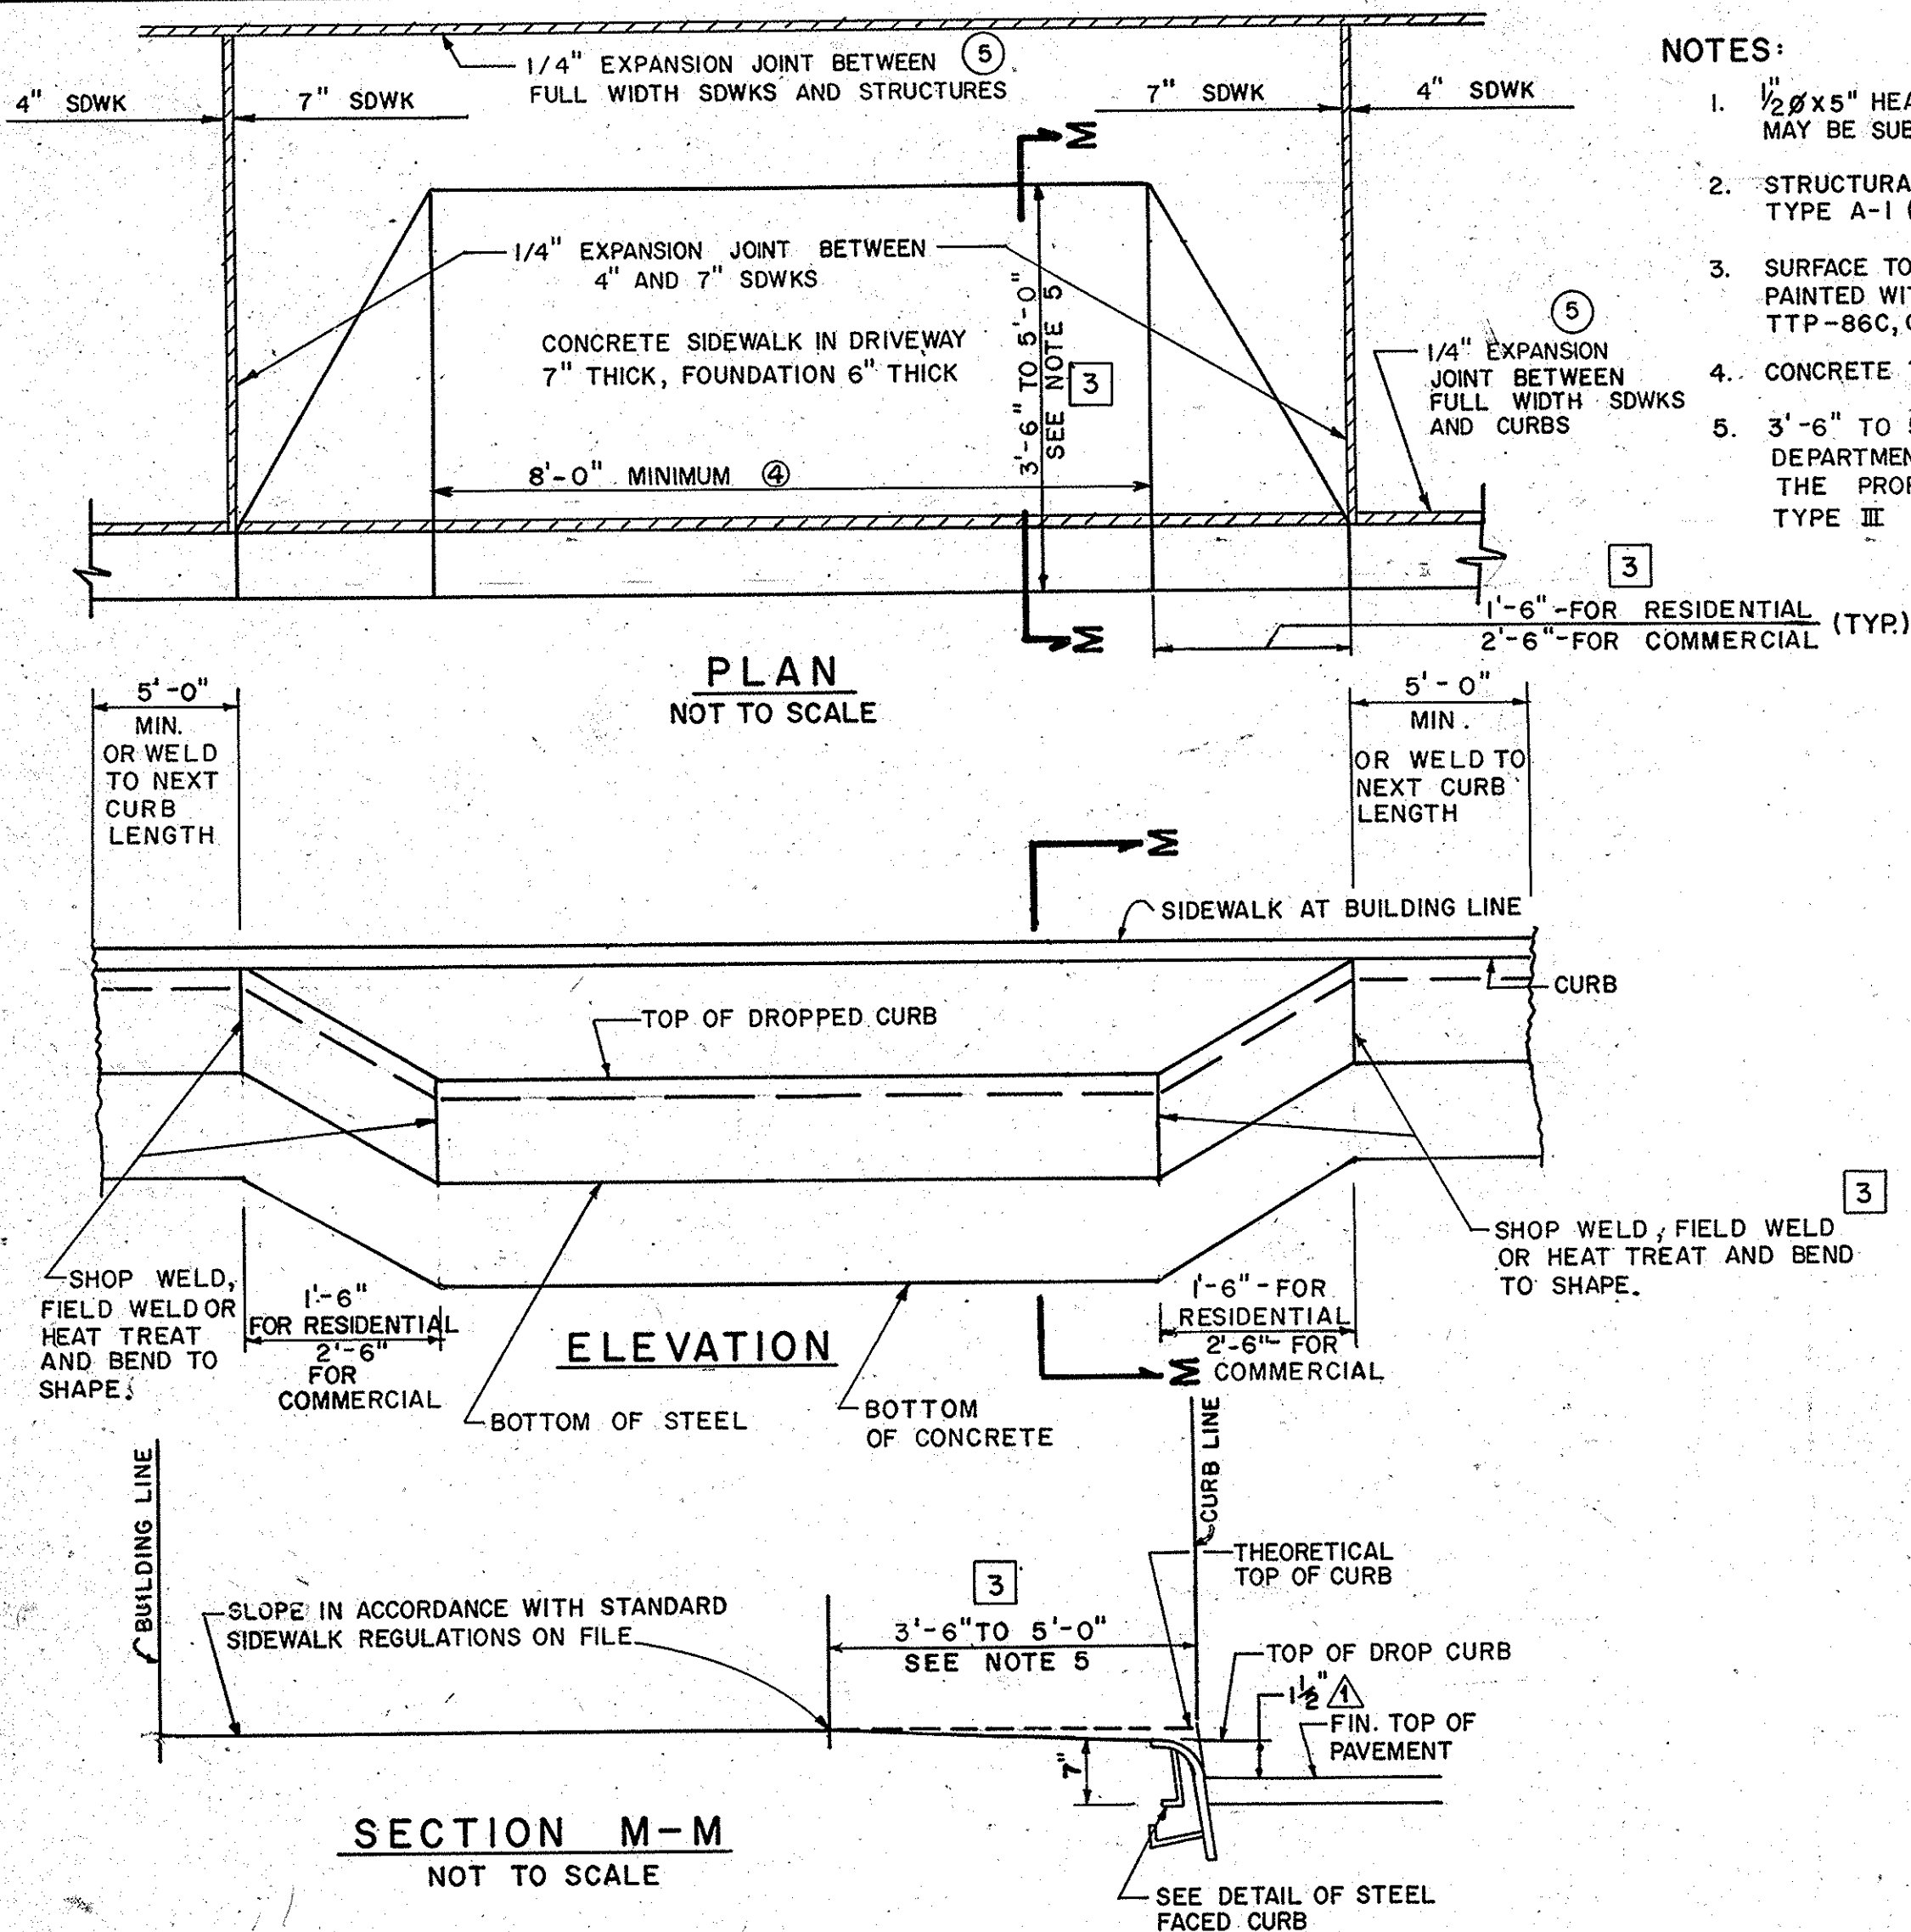 1/4" EXPANSION JOINT BETWEEN 5
FULL WIDTH SDWKS AND STRUCTURES
4" SDWK
7" SDWK
7" SDWK
4" SDWK
M
1/4" EXPANSION JOINT BETWEEN
4" AND 7" SDWKS
CONCRETE SIDEWALK IN DRIVEWAY
7" THICK, FOUNDATION 6" THICK
3'-6" TO 5'-0"
SEE NOTE 5
3
8'-0" MINIMUM 4
5
1/4" EXPANSION
JOINT BETWEEN
FULL WIDTH SDWKS
AND CURBS
M
3
1'-6"-FOR RESIDENTIAL
2'-6"-FOR COMMERCIAL (TYP.)
PLAN
NOT TO SCALE
NOTES:
1. 1/2"ØX5" HEA
MAY BE SUB
2. STRUCTURA
TYPE A-1 (
3. SURFACE TO
PAINTED WIT
TTP-86C,
4. CONCRETE
5. 3'-6" TO 5
DEPARTMEN
THE PROP
TYPE III
5'-0"
MIN.
OR WELD
TO NEXT
CURB
LENGTH
5'-0"
MIN.
OR WELD TO
NEXT CURB
LENGTH
M
SIDEWALK AT BUILDING LINE
CURB
TOP OF DROPPED CURB
SHOP WELD,
FIELD WELD OR
HEAT TREAT
AND BEND TO
SHAPE.
1'-6"
FOR RESIDENTIAL
2'-6"
FOR
COMMERCIAL
ELEVATION
BOTTOM OF STEEL
BOTTOM
OF CONCRETE
1'-6"-FOR
RESIDENTIAL
2'-6"-FOR
COMMERCIAL
M
3
SHOP WELD, FIELD WELD
OR HEAT TREAT AND BEND
TO SHAPE.
BUILDING LINE
SLOPE IN ACCORDANCE WITH STANDARD
SIDEWALK REGULATIONS ON FILE
3
3'-6" TO 5'-0"
SEE NOTE 5
CURB LINE
THEORETICAL
TOP OF CURB
TOP OF DROP CURB
1 1/2" 1
FIN. TOP OF
PAVEMENT
7"
SEE DETAIL OF STEEL
FACED CURB
SECTION M-M
NOT TO SCALE